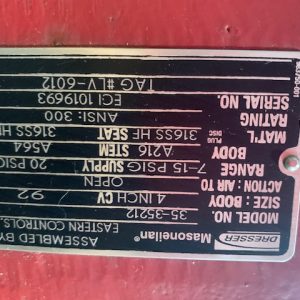 ASSEMBLED BY
EASTERN CONTROLS,
DRESSER Masoneilan
MODEL NO. 35-35212
SIZE: BODY 4 INCH CV 92
ACTION: AIR TO OPEN
RANGE 7-15 PSIG SUPPLY 20 PSIG
BODY A216 STEM A564
MAT'L PLUG DISC 316SS HF SEAT 316SS HF
RATING ANSI: 300
SERIAL NO. ECI 1019693
TAG # LV-6012